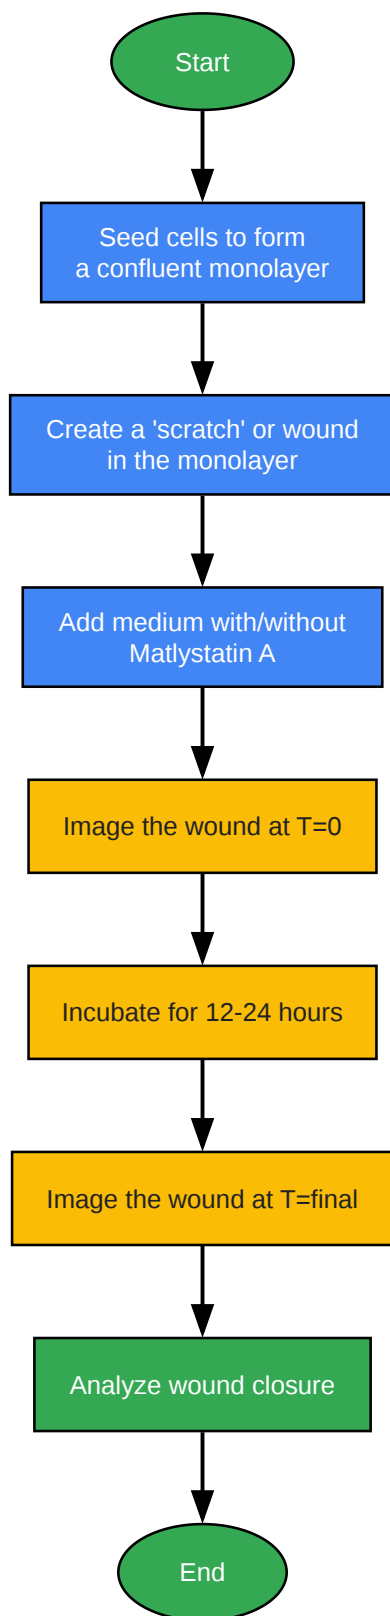 Start
Seed cells to form
a confluent monolayer
Create a 'scratch' or wound
in the monolayer
Add medium with/without
Matlystatin A
Image the wound at T=0
Incubate for 12-24 hours
Image the wound at T=final
Analyze wound closure
End